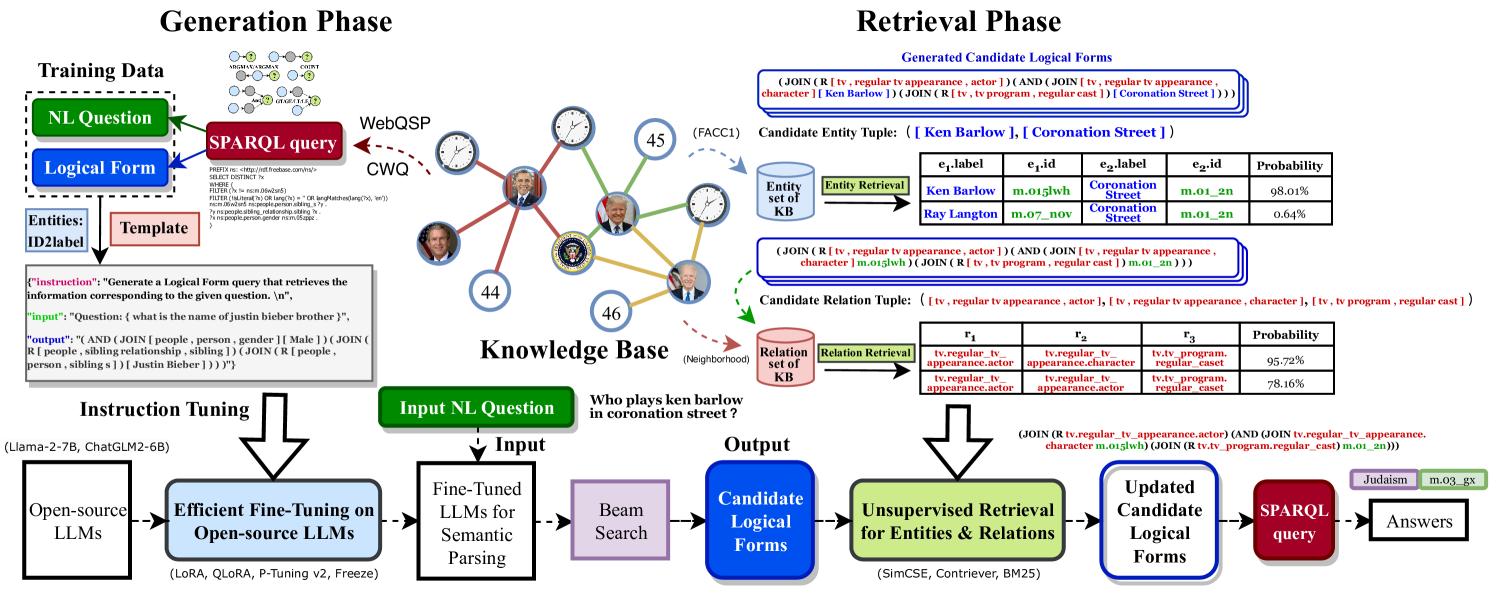 Generation Phase
Retrieval Phase
Training Data
NL Question
Logical Form
ARGMAX/ARGMAX
COUNT
SPARQL query
WebQSP
CWQ
PREFIX ns: <http://rdf.freebase.com/ns/>
SELECT DISTINCT ?x
WHERE {
FILTER (?x != ns:m.06w2sn5)
FILTER (!isLiteral(?x) OR lang(?x) = '' OR langMatches(lang(?x), 'en'))
ns:m.06w2sn5 ns:people.person.sibling_s ?y .
?y ns:people.sibling_relationship.sibling ?x .
?x ns:people.person.gender ns:m.05zppz .
}
Entities:
ID2label
Template
{"instruction": "Generate a Logical Form query that retrieves the
information corresponding to the given question. \n",
"input": "Question: { what is the name of justin bieber brother }",
"output": "( AND ( JOIN [ people , person , gender ] [ Male ] ) ( JOIN (
R [ people , sibling relationship , sibling ] ) ( JOIN ( R [ people ,
person , sibling s ] ) [ Justin Bieber ] ) ) )"}
45
44
46
Knowledge Base
(FACC1)
(Neighborhood)
Generated Candidate Logical Forms
( JOIN ( R [ tv , regular tv appearance , actor ] ) ( AND ( JOIN [ tv , regular tv appearance ,
character ] [ Ken Barlow ] ) ( JOIN ( R [ tv , tv program , regular cast ] ) [ Coronation Street ] ) ) )
Candidate Entity Tuple: ( [ Ken Barlow ], [ Coronation Street ] )
Entity
set of
KB
Entity Retrieval
e1.label e1.id e2.label e2.id Probability
Ken Barlow m.015lwh Coronation Street m.01_2n 98.01%
Ray Langton m.07_nov Coronation Street m.01_2n 0.64%
( JOIN ( R [ tv , regular tv appearance , actor ] ) ( AND ( JOIN [ tv , regular tv appearance ,
character ] m.015lwh ) ( JOIN ( R [ tv , tv program , regular cast ] ) m.01_2n ) ) )
Candidate Relation Tuple: ( [ tv , regular tv appearance , actor ], [ tv , regular tv appearance , character ], [ tv, tv program , regular cast ] )
Relation
set of
KB
Relation Retrieval
r1 r2 r3 Probability
tv.regular_tv_appearance.actor tv.regular_tv_appearance.character tv.tv_program.regular_caset 95.72%
tv.regular_tv_appearance.actor tv.regular_tv_appearance.actor tv.tv_program.regular_caset 78.16%
Instruction Tuning
Input NL Question
Who plays ken barlow
in coronation street ?
Input
Output
(JOIN (R tv.regular_tv_appearance.actor) (AND (JOIN tv.regular_tv_appearance.
character m.015lwh) (JOIN (R tv.tv_program.regular_cast) m.01_2n)))
(Llama-2-7B, ChatGLM2-6B)
Open-source
LLMs
Efficient Fine-Tuning on
Open-source LLMs
(LoRA, QLoRA, P-Tuning v2, Freeze)
Fine-Tuned
LLMs for
Semantic
Parsing
Beam
Search
Candidate
Logical
Forms
Unsupervised Retrieval
for Entities & Relations
(SimCSE, Contriever, BM25)
Updated
Candidate
Logical
Forms
SPARQL
query
Judaism m.03_gx
Answers